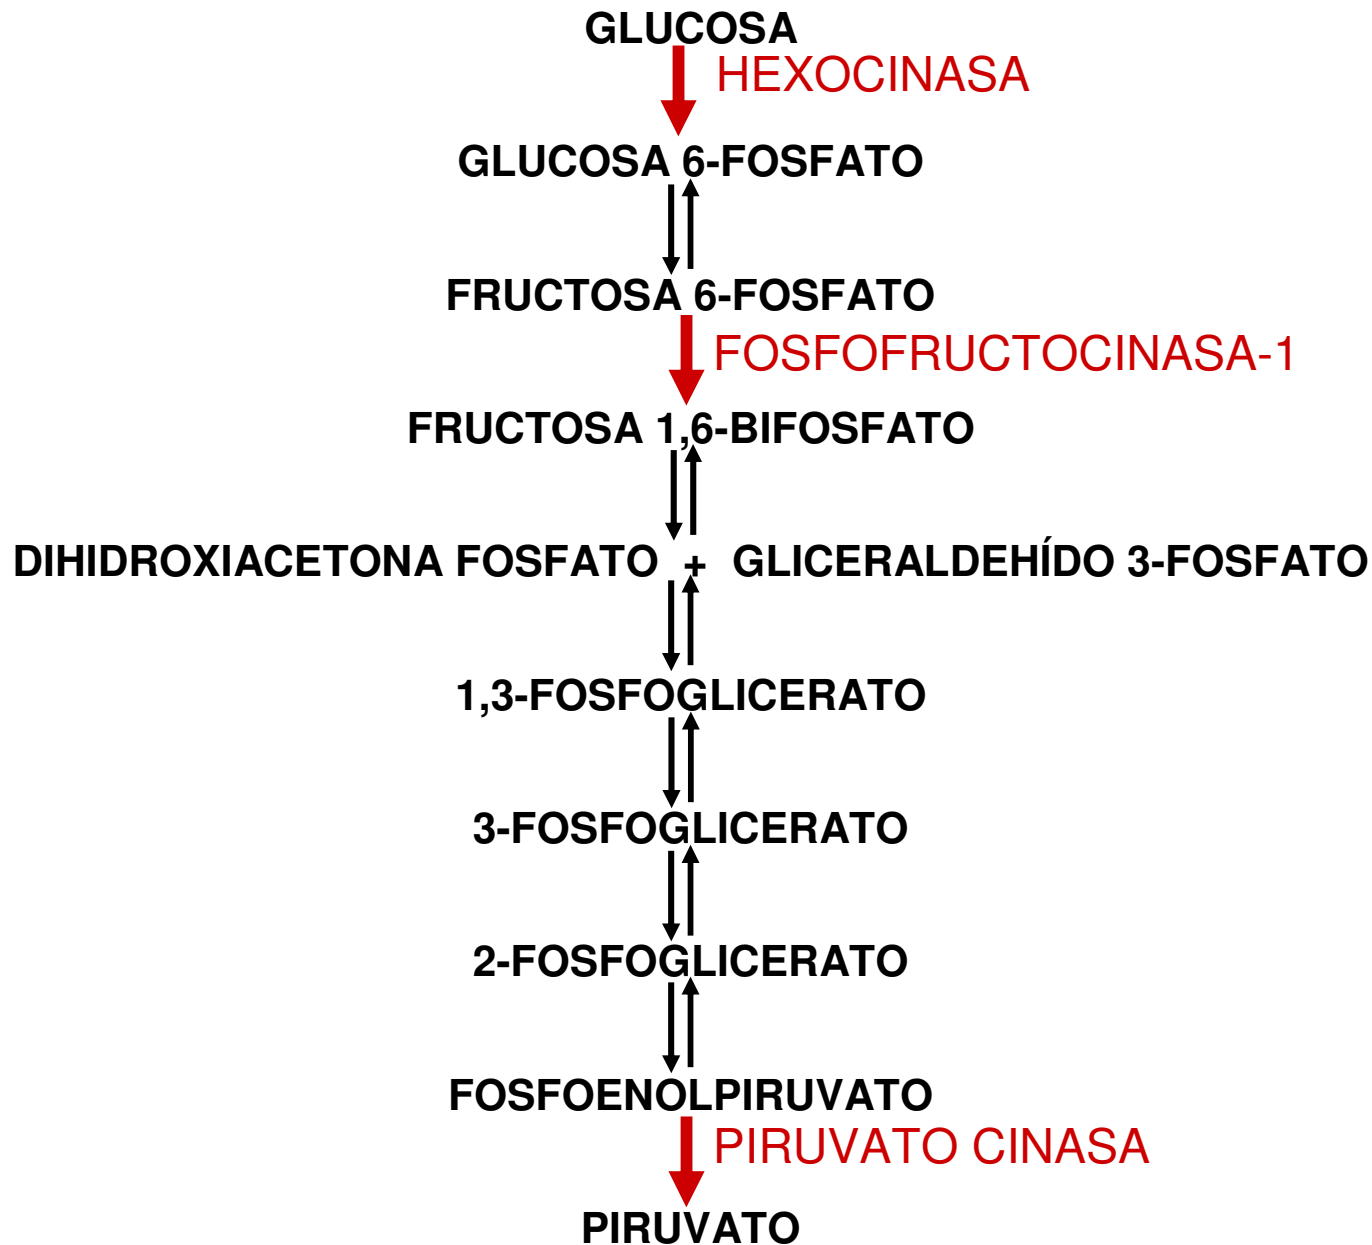 GLUCOSA
HEXOCINASA
GLUCOSA 6-FOSFATO
FRUCTOSA 6-FOSFATO
FOSFOFRUCTOCINASA-1
FRUCTOSA 1,6-BIFOSFATO
DIHIDROXIACETONA FOSFATO + GLICERALDEHÍDO 3-FOSFATO
1,3-FOSFOGLICERATO
3-FOSFOGLICERATO
2-FOSFOGLICERATO
FOSFOENOLPIRUVATO
PIRUVATO CINASA
PIRUVATO